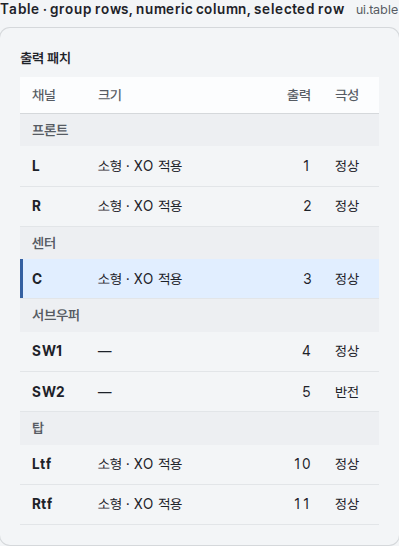 Table · group rows, numeric column, selected row ui.table
출력 패치
채널 크기 출력 극성
프론트
L 소형 · XO 적용 1 정상
R 소형 · XO 적용 2 정상
센터
C 소형 · XO 적용 3 정상
서브우퍼
SW1 — 4 정상
SW2 — 5 반전
탑
Ltf 소형 · XO 적용 10 정상
Rtf 소형 · XO 적용 11 정상